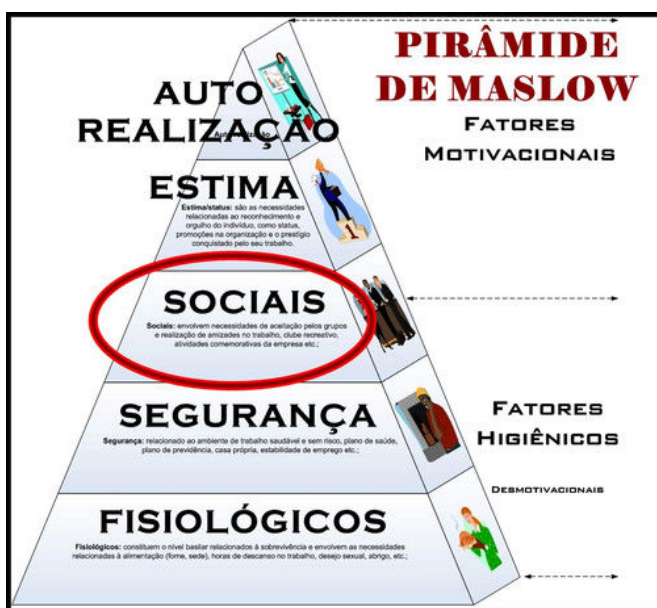 PIRÂMIDE
DE MASLOW
FATORES
MOTIVACIONAIS
AUTO
REALIZAÇÃO
ESTIMA
Estima/status: são as necessidades
relacionadas ao reconhecimento e
orgulho do indivíduo, como status,
promoções na organização e o prestígio
conquistado pelo seu trabalho.
1
SOCIAIS
Sociais: envolvem necessidades de aceitação pelos grupos
e realização de amizades no trabalho, clube recreativo,
atividades comemorativas da empresa etc.;
SEGURANÇA
Segurança: relacionado ao ambiente de trabalho saudável e sem risco, plano de saúde,
plano de previdência, casa própria, estabilidade de emprego etc.;
FATORES
HIGIÊNICOS
DESMOTIVACIONAIS
FISIOLÓGICOS
Fisiológicos: constituem o nível basilar relacionados à sobrevivência e envolvem as necessidades
relacionadas à alimentação (fome, sede), horas de descanso no trabalho, desejo sexual, abrigo, etc.;